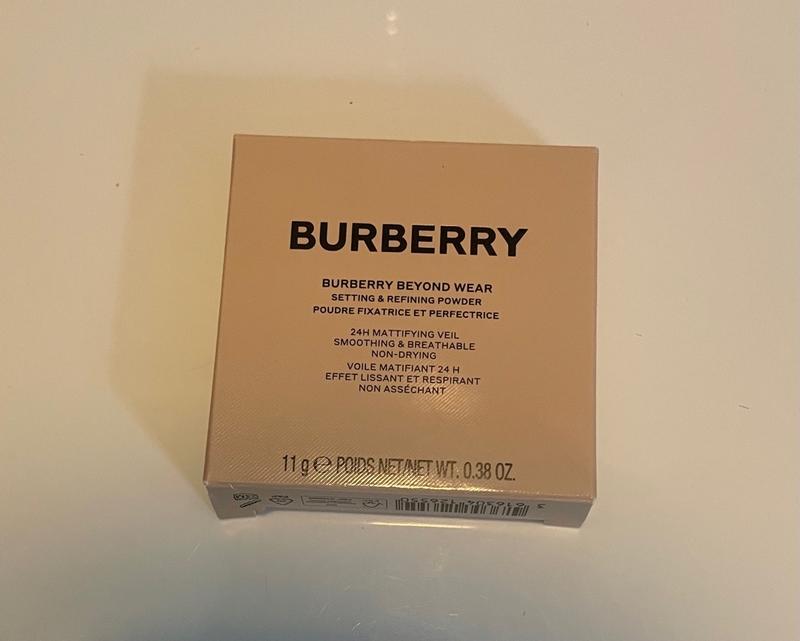 BURBERRY
BURBERRY BEYOND WEAR
SETTING & REFINING POWDER
POUDRE FIXATRICE ET PERFECTRICE
24H MATTIFYING VEIL
SMOOTHING & BREATHABLE
NON-DRYING
VOILE MATIFIANT 24 H
EFFET LISSANT ET RESPIRANT
NON ASSÉCHANT
11 g ℮ POIDS NET/NET WT. 0.38 OZ.